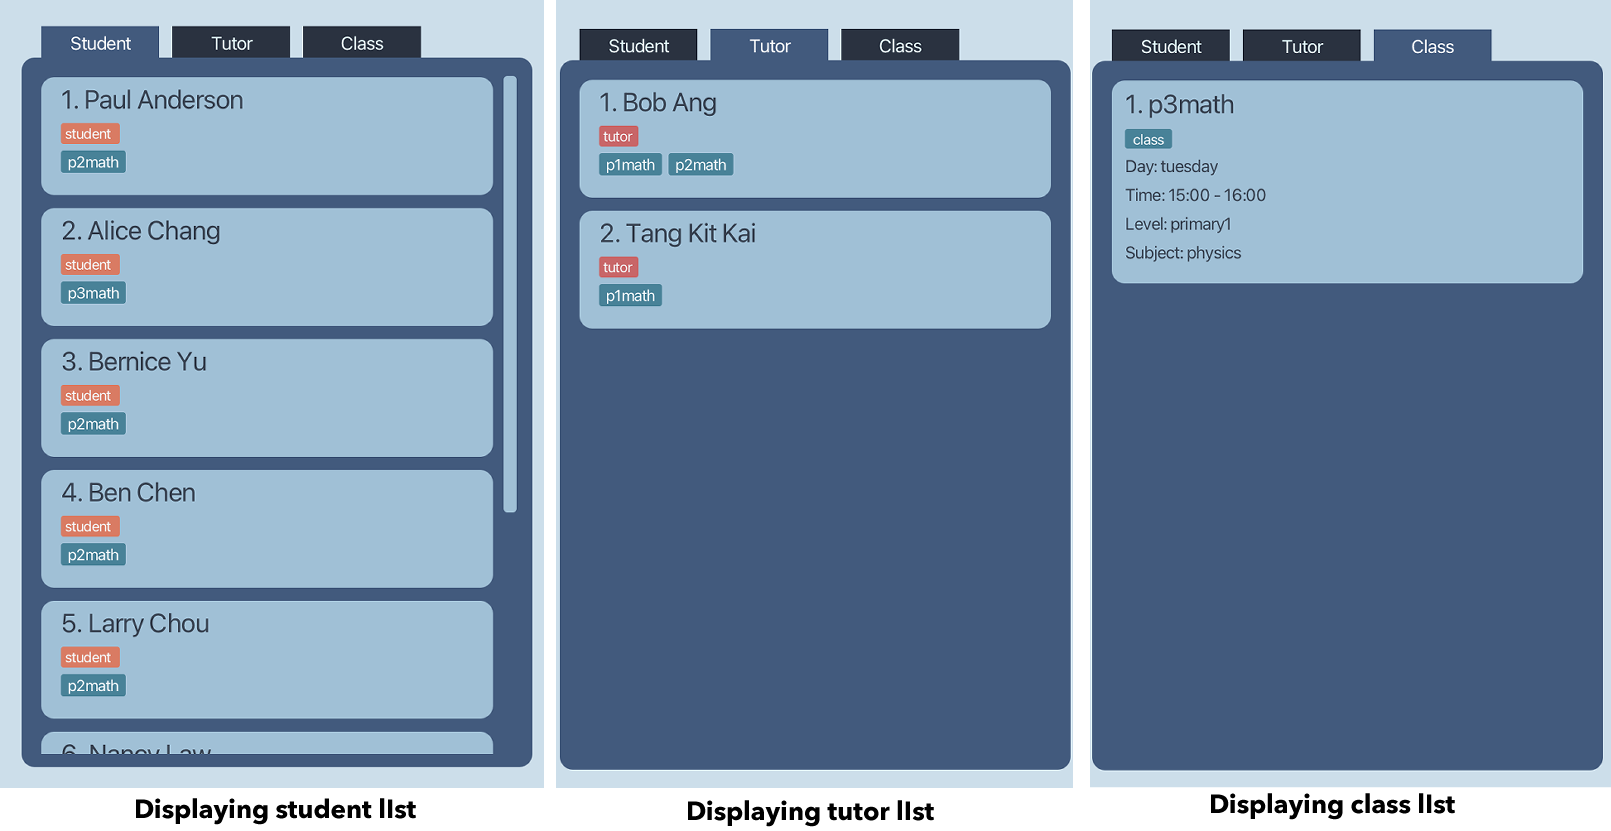 Student Tutor Class
1. Paul Anderson
student
p2math
2. Alice Chang
student
p3math
3. Bernice Yu
student
p2math
4. Ben Chen
student
p2math
5. Larry Chou
student
p2math
6. Nancy Law
Displaying student lIst
Student Tutor Class
1. Bob Ang
tutor
p1math p2math
2. Tang Kit Kai
tutor
p1math
Displaying tutor lIst
Student Tutor Class
1. p3math
class
Day: tuesday
Time: 15:00 - 16:00
Level: primary1
Subject: physics
Displaying class lIst